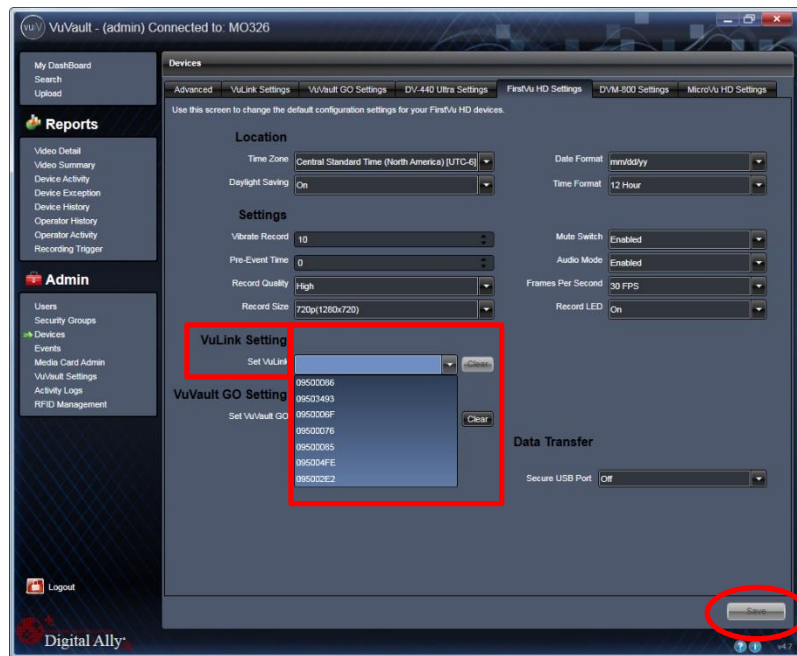 vuV VuVault - (admin) Connected to: MO326
My DashBoard
Search
Upload
Reports
Video Detail
Video Summary
Device Activity
Device Exception
Device History
Operator History
Operator Activity
Recording Trigger
Admin
Users
Security Groups
Devices
Events
Media Card Admin
VuVault Settings
Activity Logs
RFID Management
Logout
Digital Ally
Devices
Advanced VuLink Settings VuVault GO Settings DV-440 Ultra Settings FirstVu HD Settings DVM-800 Settings MicroVu HD Settings
Use this screen to change the default configuration settings for your FirstVu HD devices.
Location
Time Zone Central Standard Time (North America) [UTC-6] Date Format mm/dd/yy
Daylight Saving On Time Format 12 Hour
Settings
Vibrate Record 10 Mute Switch Enabled
Pre-Event Time 0 Audio Mode Enabled
Record Quality High Frames Per Second 30 FPS
Record Size 720p(1280x720) Record LED On
VuLink Setting
Set VuLink Clear
09500086
09503493
VuVault GO Setting
Set VuVault GO 0950006F Clear
09500076
09500085
095004FE
095002E2
Data Transfer
Secure USB Port Off
Save
v4.7